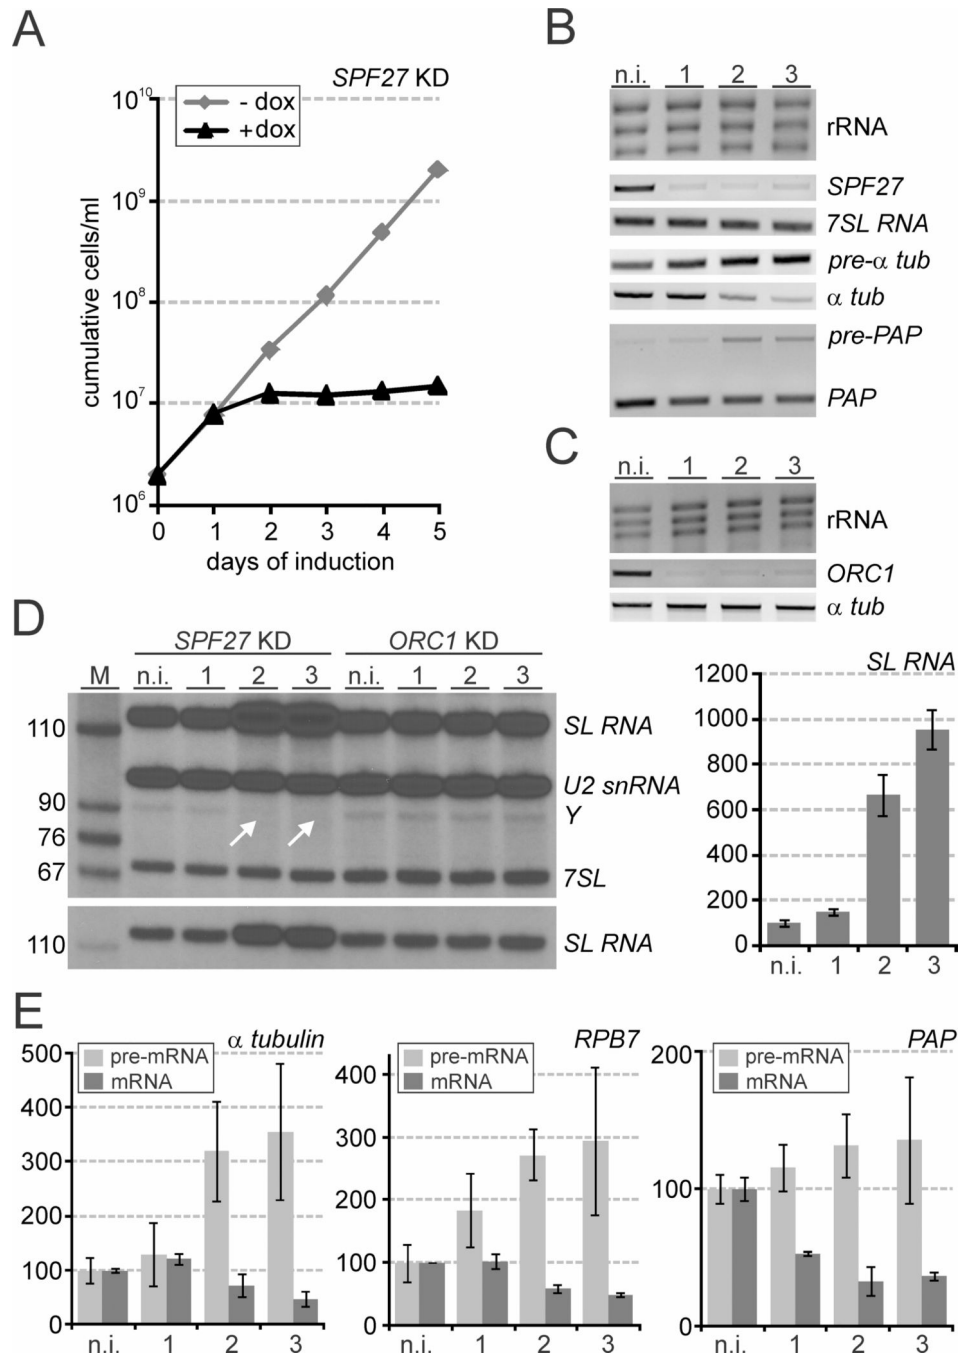 A
SPF27 KD
- dox
+dox
10^10
10^9
10^8
10^7
10^6
cumulative cells/ml
0 1 2 3 4 5
days of induction
B
n.i. 1 2 3
rRNA
SPF27
7SL RNA
pre-α tub
α tub
pre-PAP
PAP
C
n.i. 1 2 3
rRNA
ORC1
α tub
D
SPF27 KD ORC1 KD
M n.i. 1 2 3 n.i. 1 2 3
110 SL RNA
U2 snRNA
90 Y
76
67 7SL
110 SL RNA
SL RNA
1200
1000
800
600
400
200
0
n.i. 1 2 3
E
α tubulin
pre-mRNA
mRNA
500
400
300
200
100
0
n.i. 1 2 3
RPB7
pre-mRNA
mRNA
400
300
200
100
0
n.i. 1 2 3
PAP
pre-mRNA
mRNA
200
100
0
n.i. 1 2 3